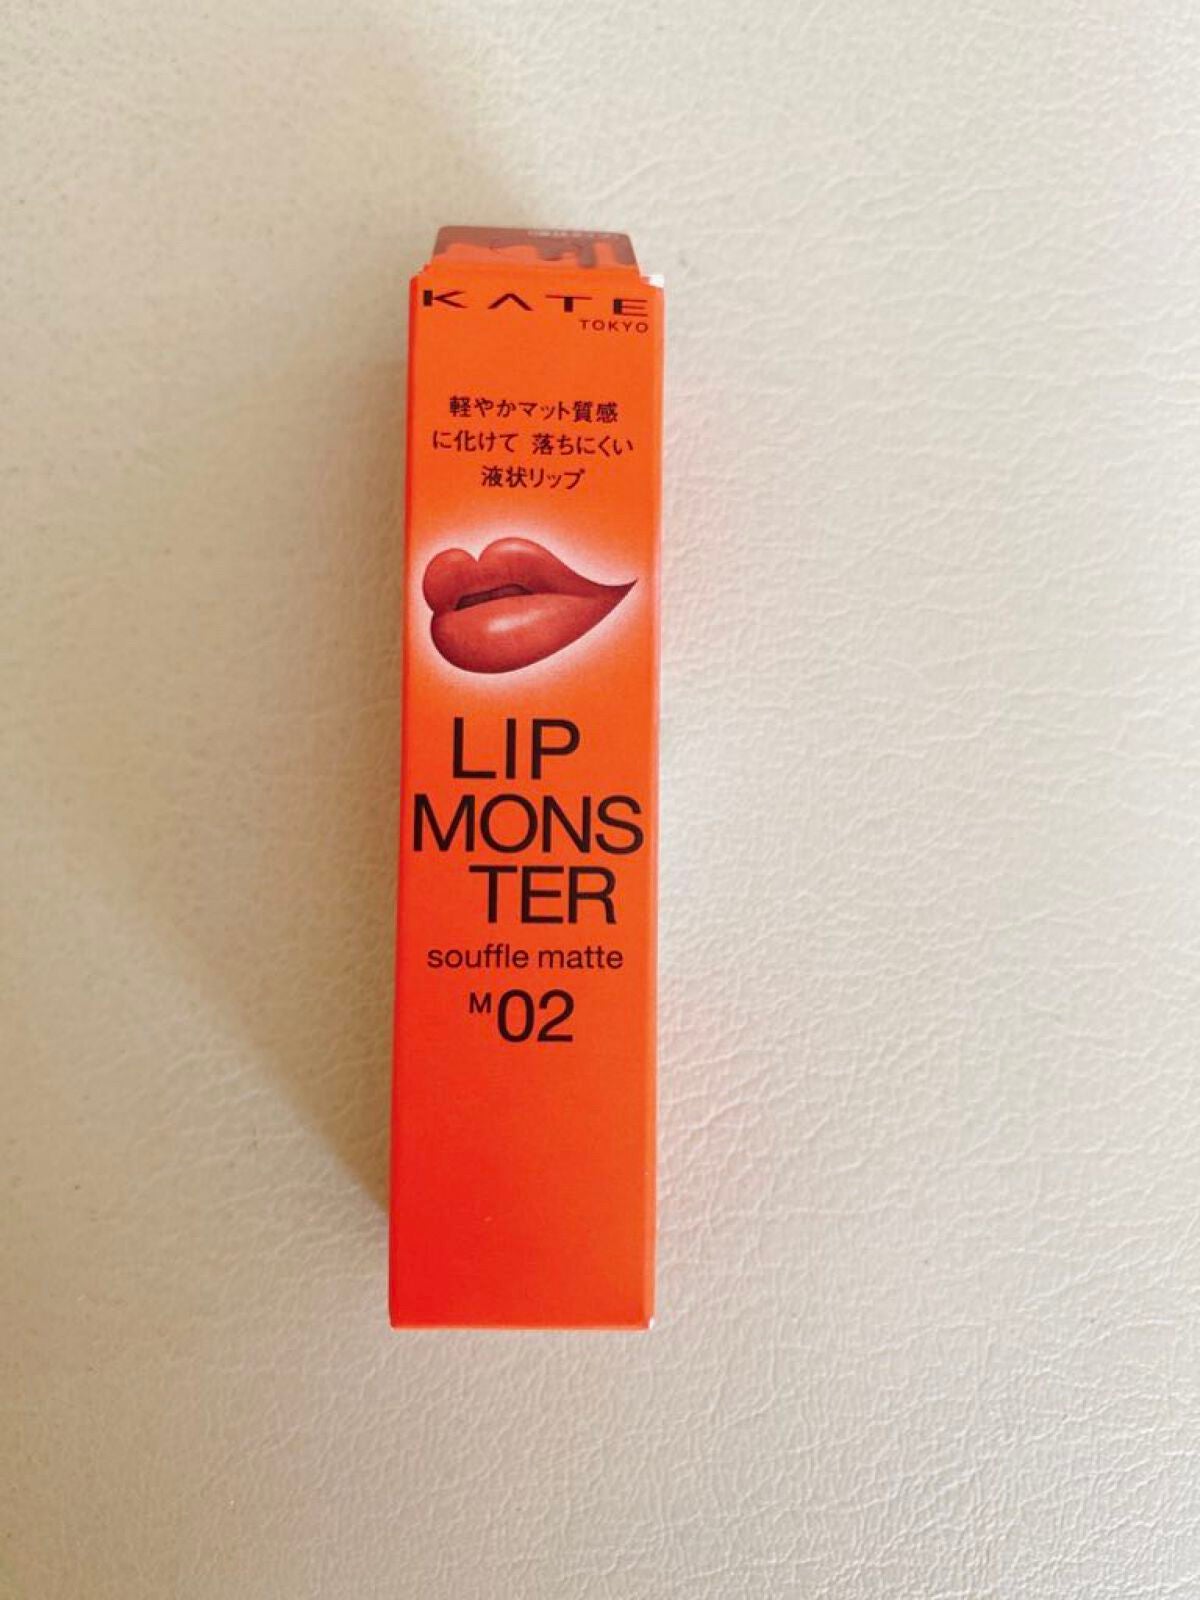 KATE
TOKYO
軽やかマット質感
に化けて 落ちにくい
液状リップ
LIP
MONS
TER
souffle matte
M02